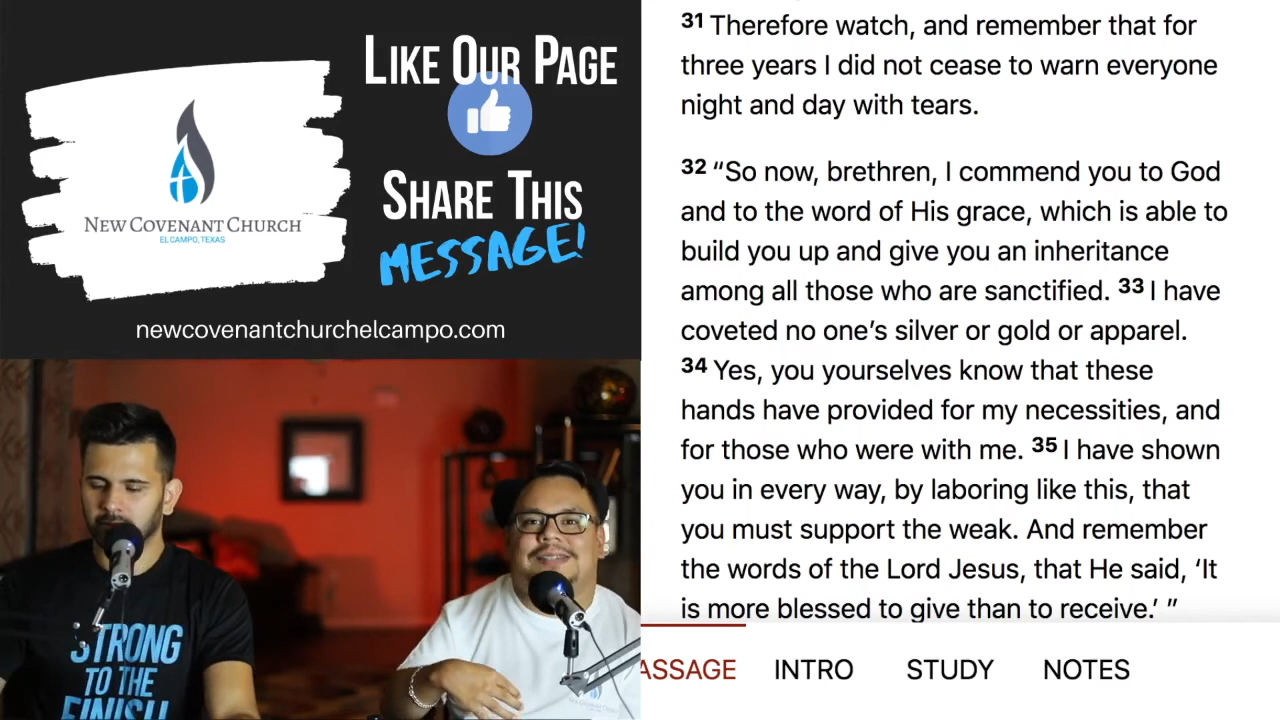 LIKE OUR PAGE
SHARE THIS
MESSAGE!
NEW COVENANT CHURCH
EL CAMPO, TEXAS
newcovenantchurchelcampo.com
STRONG
TO THE
FINISH
New Covenant Church
31 Therefore watch, and remember that for
three years I did not cease to warn everyone
night and day with tears.
32 “So now, brethren, I commend you to God
and to the word of His grace, which is able to
build you up and give you an inheritance
among all those who are sanctified. 33 I have
coveted no one’s silver or gold or apparel.
34 Yes, you yourselves know that these
hands have provided for my necessities, and
for those who were with me. 35 I have shown
you in every way, by laboring like this, that
you must support the weak. And remember
the words of the Lord Jesus, that He said, ‘It
is more blessed to give than to receive.’ ”
ASSAGE INTRO STUDY NOTES